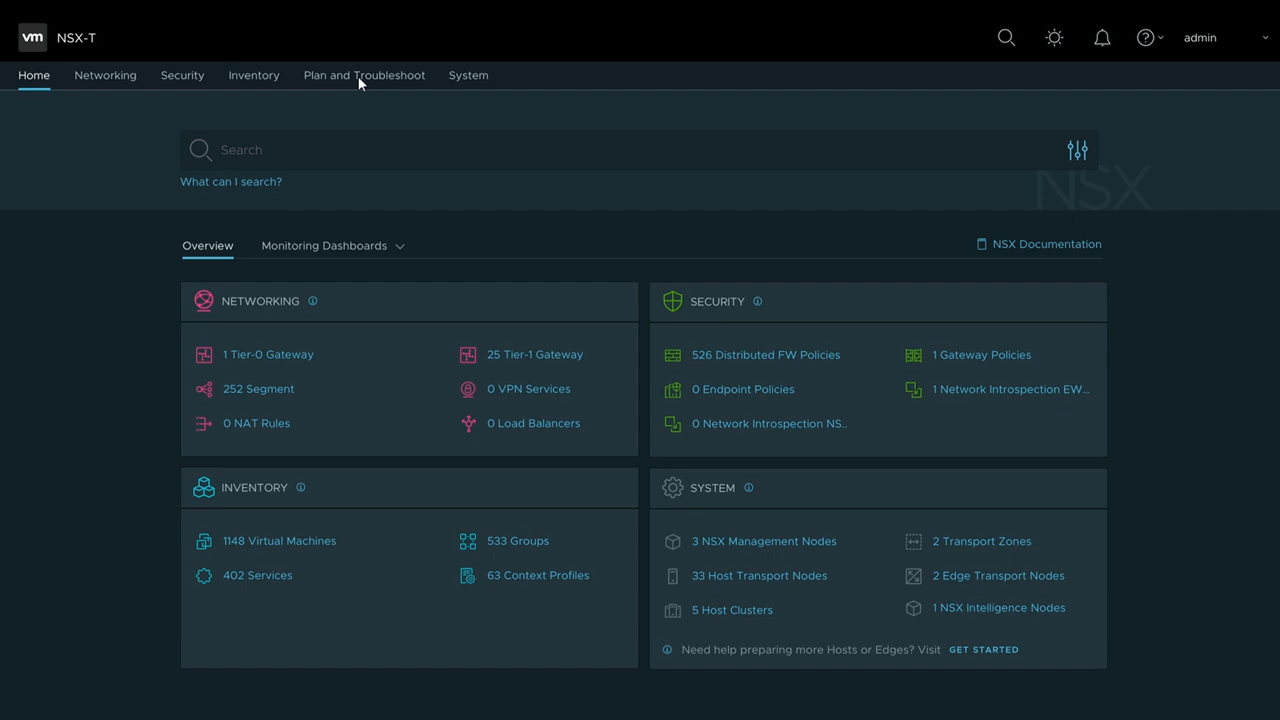 vm NSX-T admin
Home Networking Security Inventory Plan and Troubleshoot System
Search
NSX
What can I search?
Overview Monitoring Dashboards NSX Documentation
NETWORKING
1 Tier-0 Gateway 25 Tier-1 Gateway
252 Segment 0 VPN Services
0 NAT Rules 0 Load Balancers
SECURITY
526 Distributed FW Policies 1 Gateway Policies
0 Endpoint Policies 1 Network Introspection EW...
0 Network Introspection NS..
INVENTORY
1148 Virtual Machines 533 Groups
402 Services 63 Context Profiles
SYSTEM
3 NSX Management Nodes 2 Transport Zones
33 Host Transport Nodes 2 Edge Transport Nodes
5 Host Clusters 1 NSX Intelligence Nodes
Need help preparing more Hosts or Edges? Visit GET STARTED